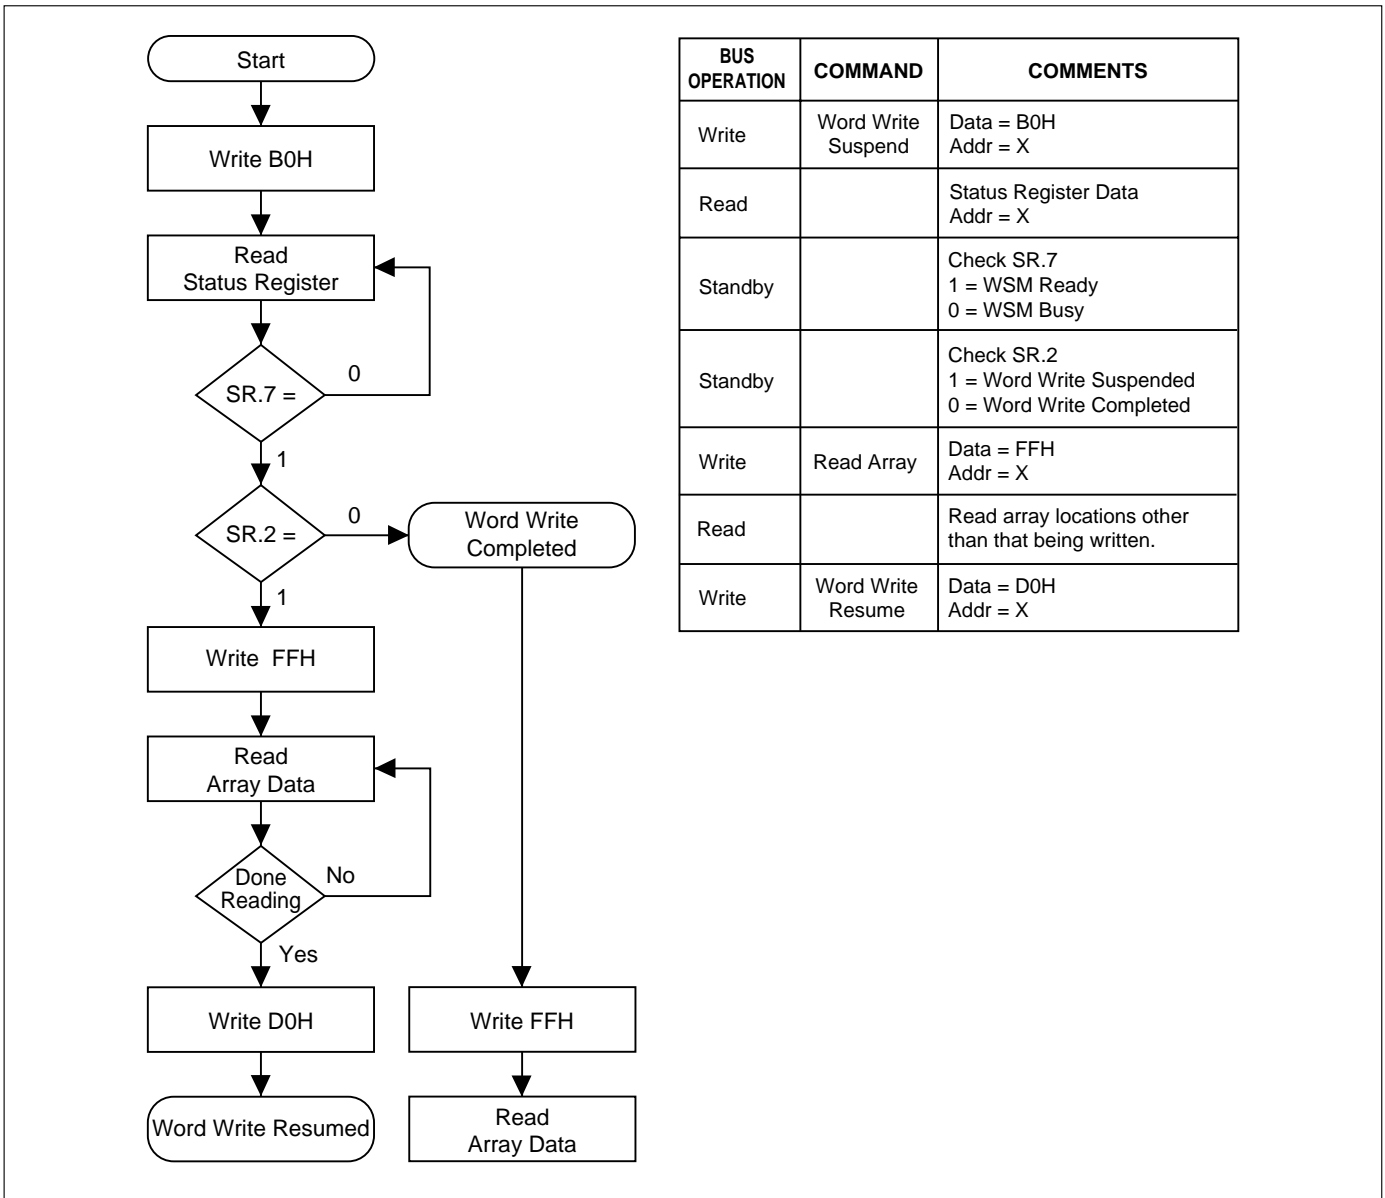 Start
Write B0H
Read
Status Register
SR.7 =
0
1
SR.2 =
0
1
Word Write
Completed
Write FFH
Read
Array Data
Done
Reading
No
Yes
Write D0H
Word Write Resumed
Write FFH
Read
Array Data
BUS
OPERATION
COMMAND
COMMENTS
Write
Word Write
Suspend
Data = B0H
Addr = X
Read
Status Register Data
Addr = X
Standby
Check SR.7
1 = WSM Ready
0 = WSM Busy
Standby
Check SR.2
1 = Word Write Suspended
0 = Word Write Completed
Write
Read Array
Data = FFH
Addr = X
Read
Read array locations other
than that being written.
Write
Word Write
Resume
Data = D0H
Addr = X